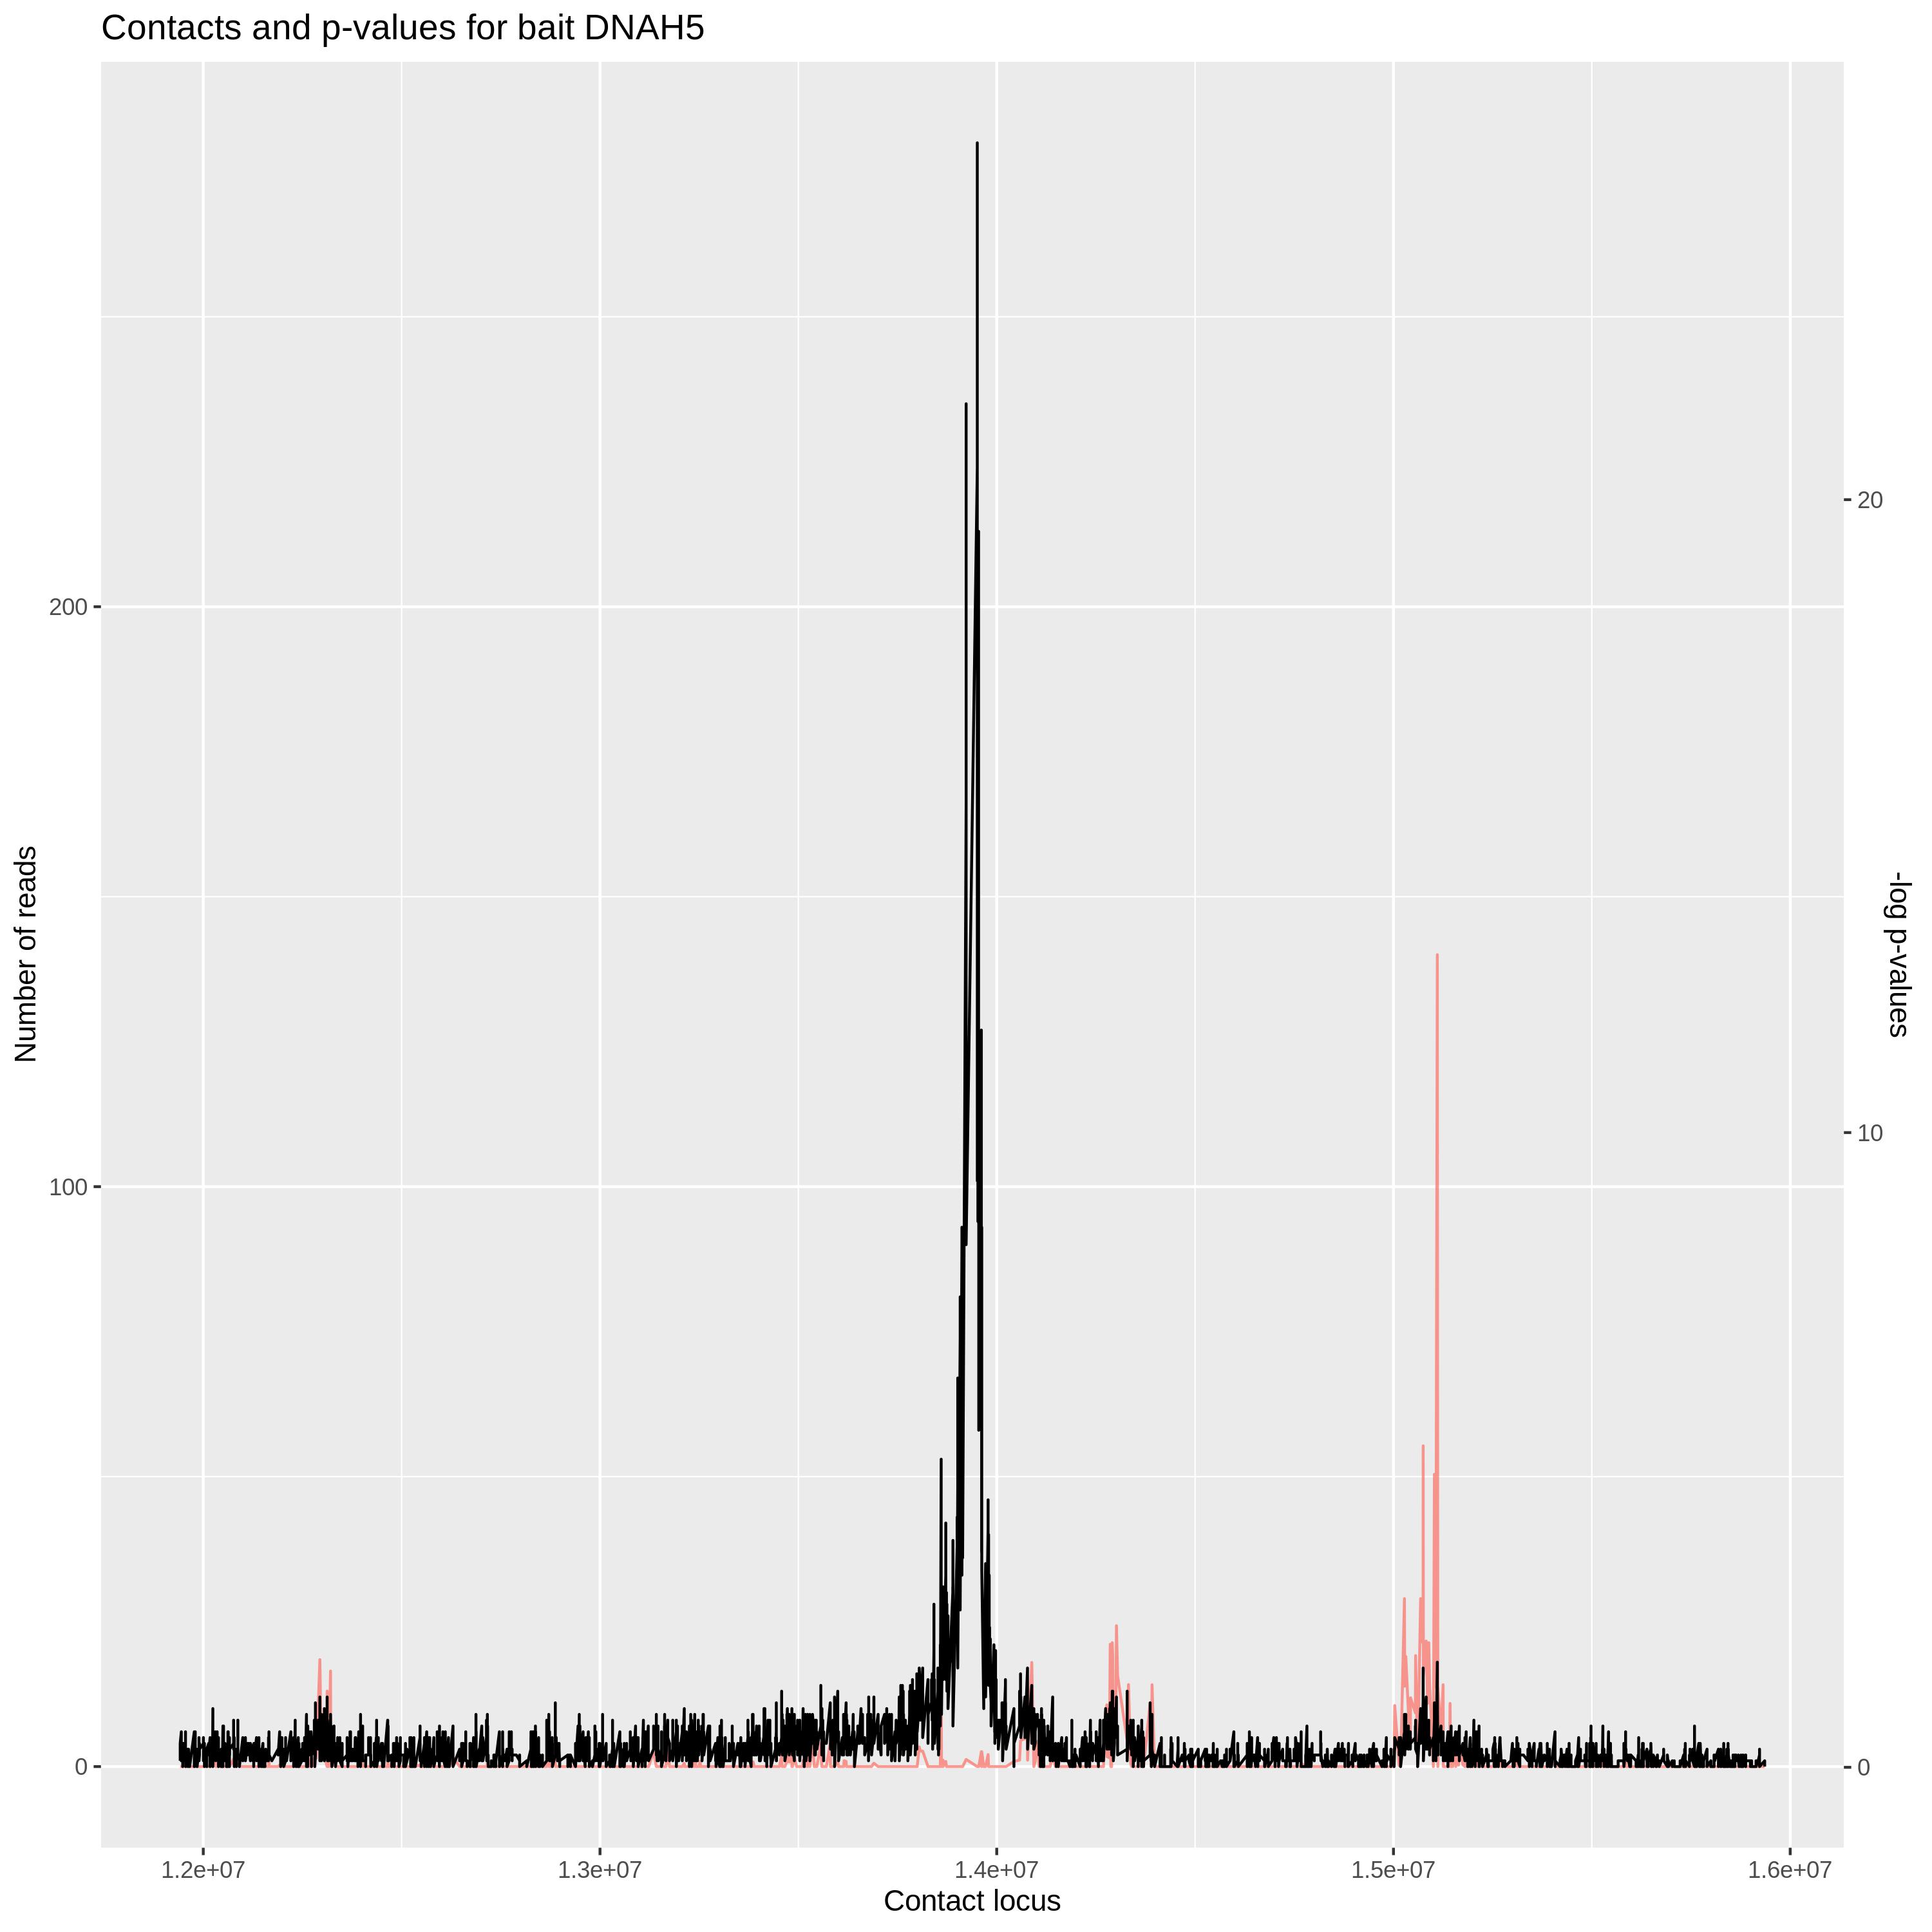 Contacts and p-values for bait DNAH5
Number of reads
200
100
0
20
10
0
-log p-values
1.2e+07 1.3e+07 1.4e+07 1.5e+07 1.6e+07
Contact locus